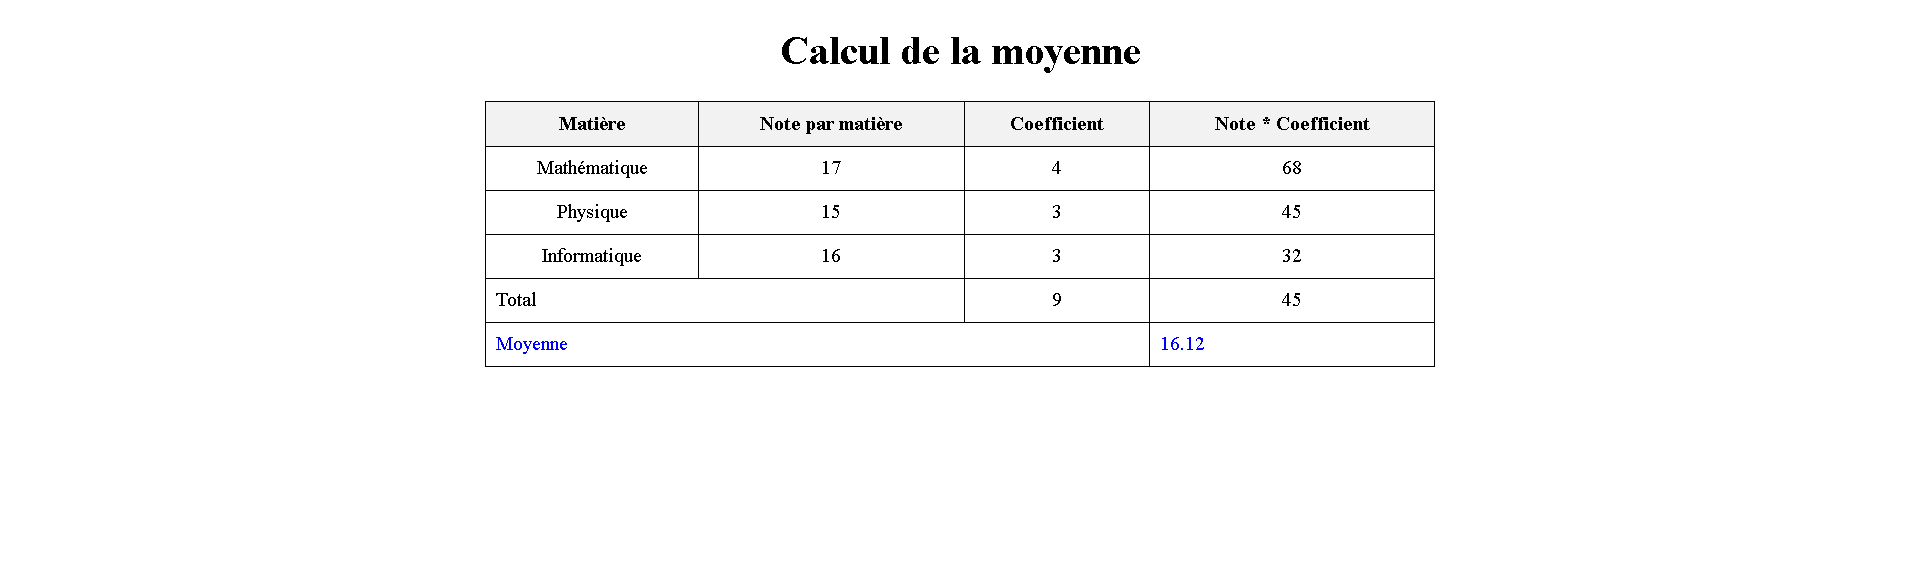 Calcul de la moyenne
Matière Note par matière Coefficient Note * Coefficient
Mathématique 17 4 68
Physique 15 3 45
Informatique 16 3 32
Total 9 45
Moyenne 16.12